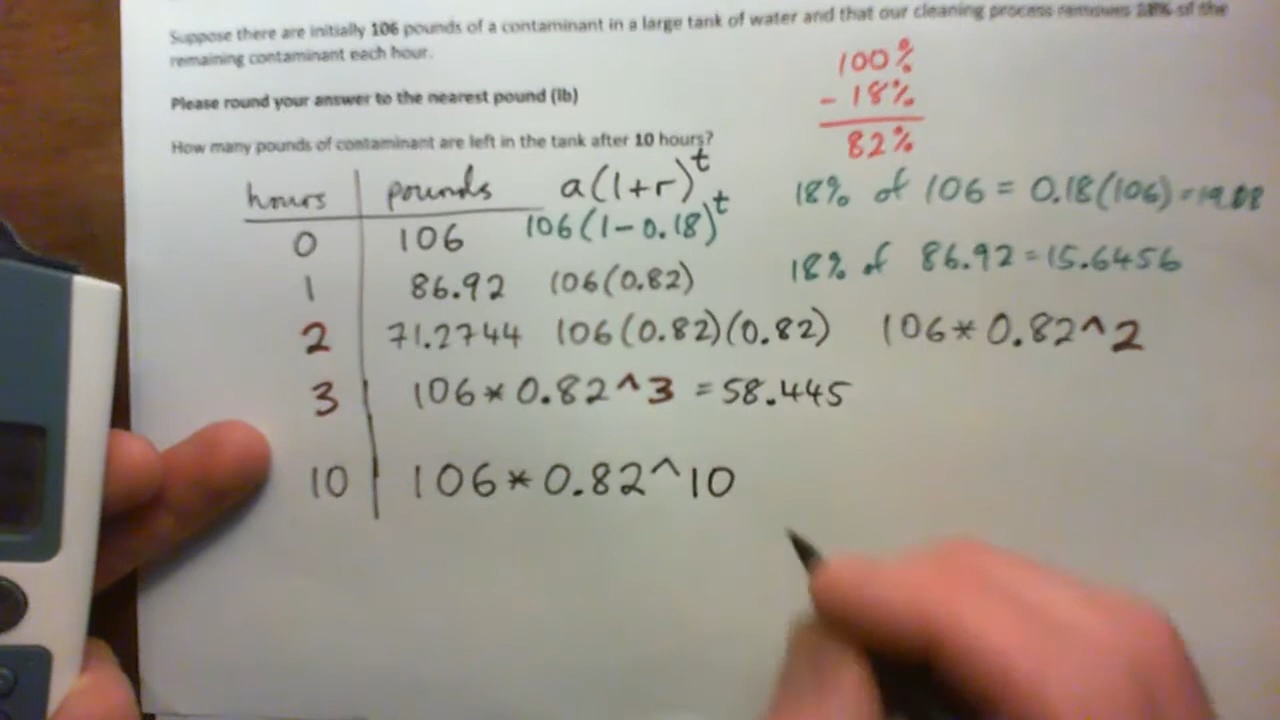 Suppose there are initially 106 pounds of a contaminant in a large tank of water and that our cleaning process removes 18% of the
remaining contaminant each hour.
100%
- 18%
82%
Please round your answer to the nearest pound (lb)
How many pounds of contaminant are left in the tank after 10 hours?
hours pounds a(1+r)^t
18% of 106 = 0.18(106) = 19.08
0 106 106(1-0.18)^t
18% of 86.92 = 15.6456
1 86.92 106(0.82)
2 71.2744 106(0.82)(0.82) 106*0.82^2
3 106*0.82^3 = 58.445
10 106*0.82^10